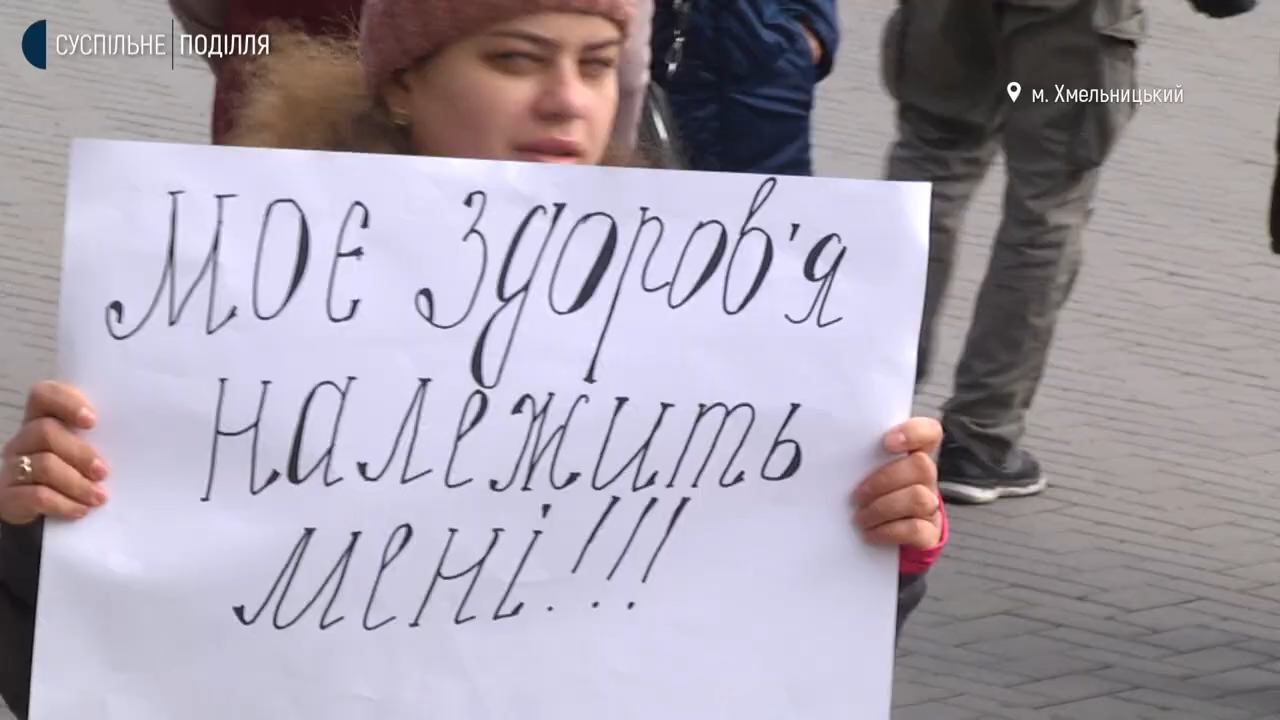 СУСПІЛЬНЕ ПОДІЛЛЯ
м. Хмельницький
Моє здоров'я
належить
мені!!!